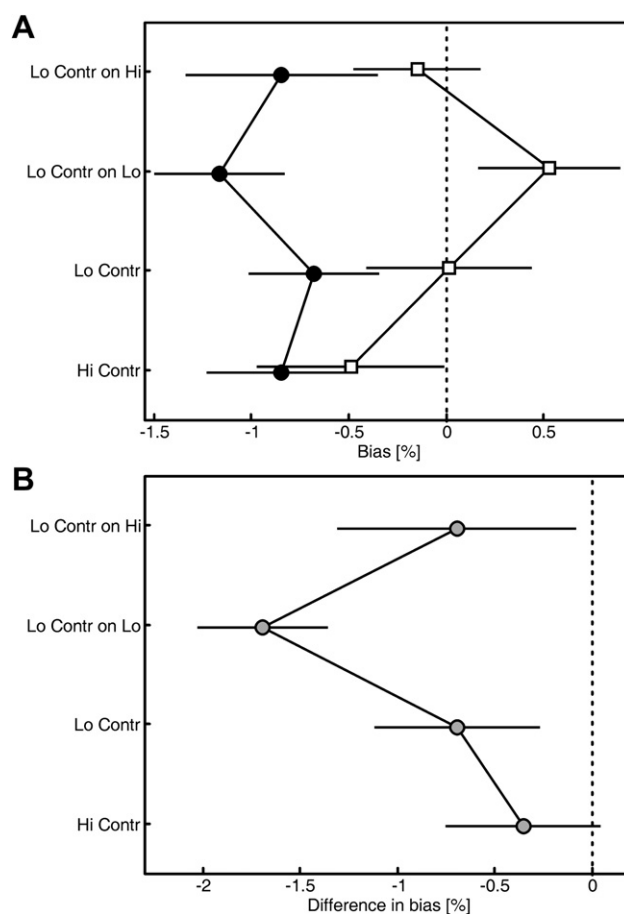 A
Lo Contr on Hi
Lo Contr on Lo
Lo Contr
Hi Contr
-1.5 -1 -0.5 0 0.5
Bias [%]
B
Lo Contr on Hi
Lo Contr on Lo
Lo Contr
Hi Contr
-2 -1.5 -1 -0.5 0
Difference in bias [%]